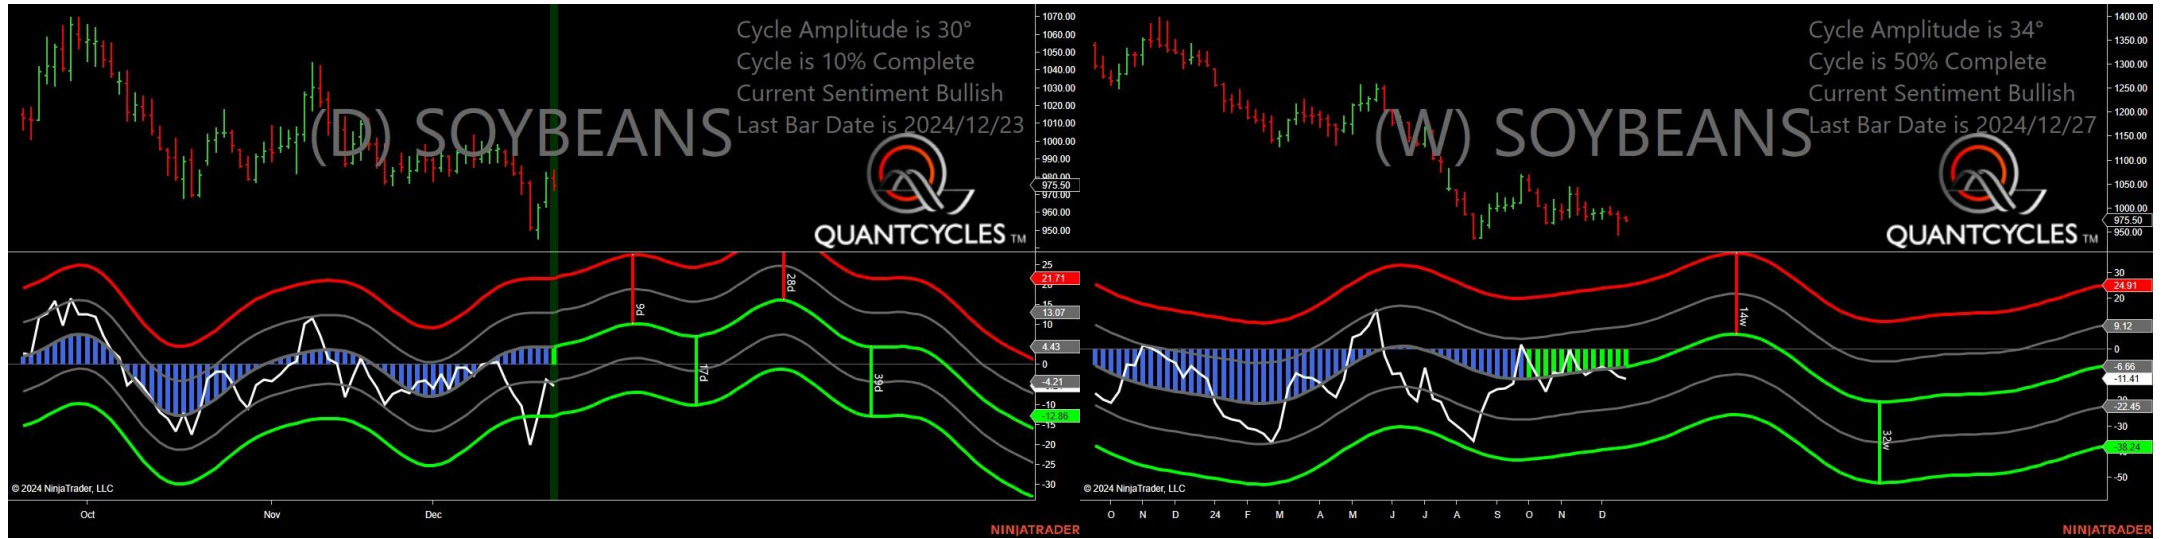 Cycle Amplitude is 30°
Cycle is 10% Complete
Current Sentiment Bullish
Last Bar Date is 2024/12/23
(D) SOYBEANS
QUANTCYCLES TM
1070.00
1060.00
1050.00
1040.00
1030.00
1020.00
1010.00
1000.00
990.00
980.00
975.50
970.00
960.00
950.00
25
21.71
20
15
13.07
10
4.43
0
-4.21
-10
-12.86
-15
-20
-25
-30
9d
17d
28d
39d
© 2024 NinjaTrader, LLC
Oct
Nov
Dec
NINJATRADER
Cycle Amplitude is 34°
Cycle is 50% Complete
Current Sentiment Bullish
Last Bar Date is 2024/12/27
(W) SOYBEANS
QUANTCYCLES TM
1400.00
1350.00
1300.00
1250.00
1200.00
1150.00
1100.00
1050.00
1000.00
975.50
950.00
30
24.91
20
9.12
0
-6.66
-11.41
-22.45
-30
-38.24
-50
14w
32w
© 2024 NinjaTrader, LLC
O
N
D
24
F
M
A
M
J
J
A
S
O
N
D
NINJATRADER